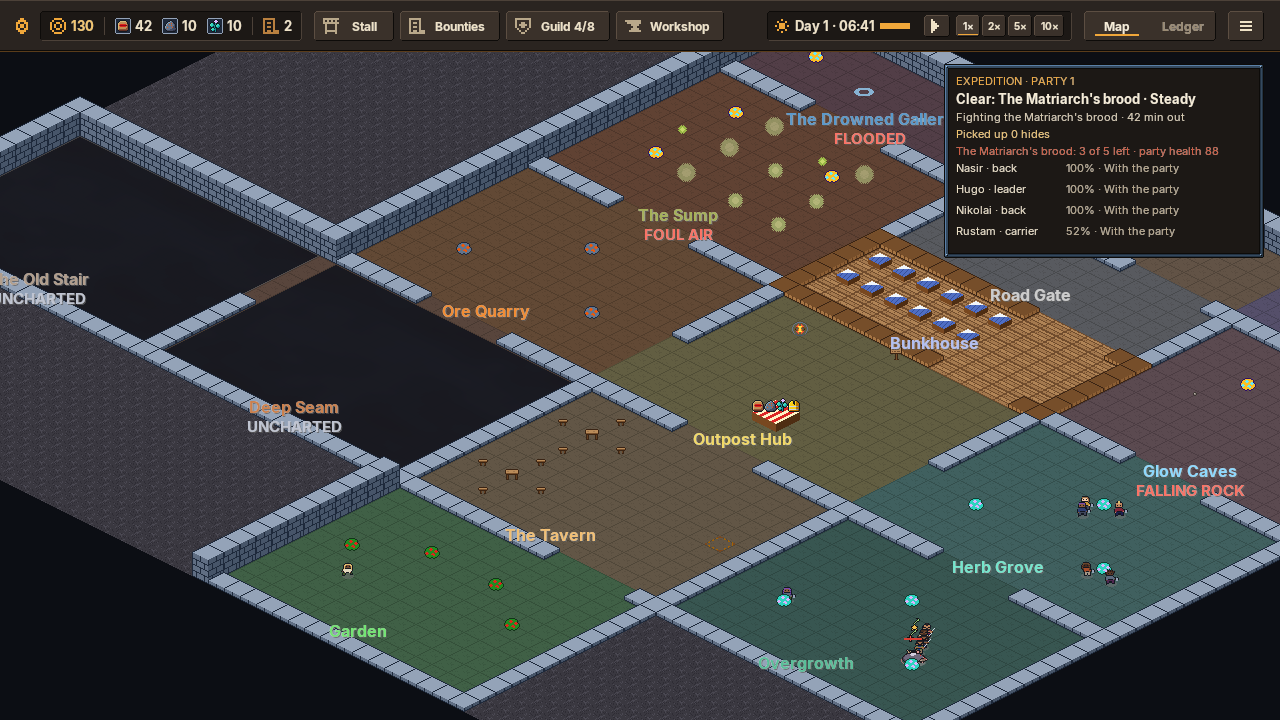 130
42
10
10
2
Stall
Bounties
Guild 4/8
Workshop
Day 1 · 06:41
1×
2×
5×
10×
Map
Ledger
EXPEDITION · PARTY 1
Clear: The Matriarch's brood · Steady
Fighting the Matriarch's brood · 42 min out
Picked up 0 hides
The Matriarch's brood: 3 of 5 left · party health 88
Nasir · back 100% · With the party
Hugo · leader 100% · With the party
Nikolai · back 100% · With the party
Rustam · carrier 52% · With the party
The Drowned
FLOODED
The Sump
FOUL AIR
Old Stair
UNCHARTED
Road Gate
Ore Quarry
Bunkhouse
Deep Seam
UNCHARTED
Outpost Hub
Glow Caves
FALLING ROCK
The Tavern
Herb Grove
Garden
Overgrowth